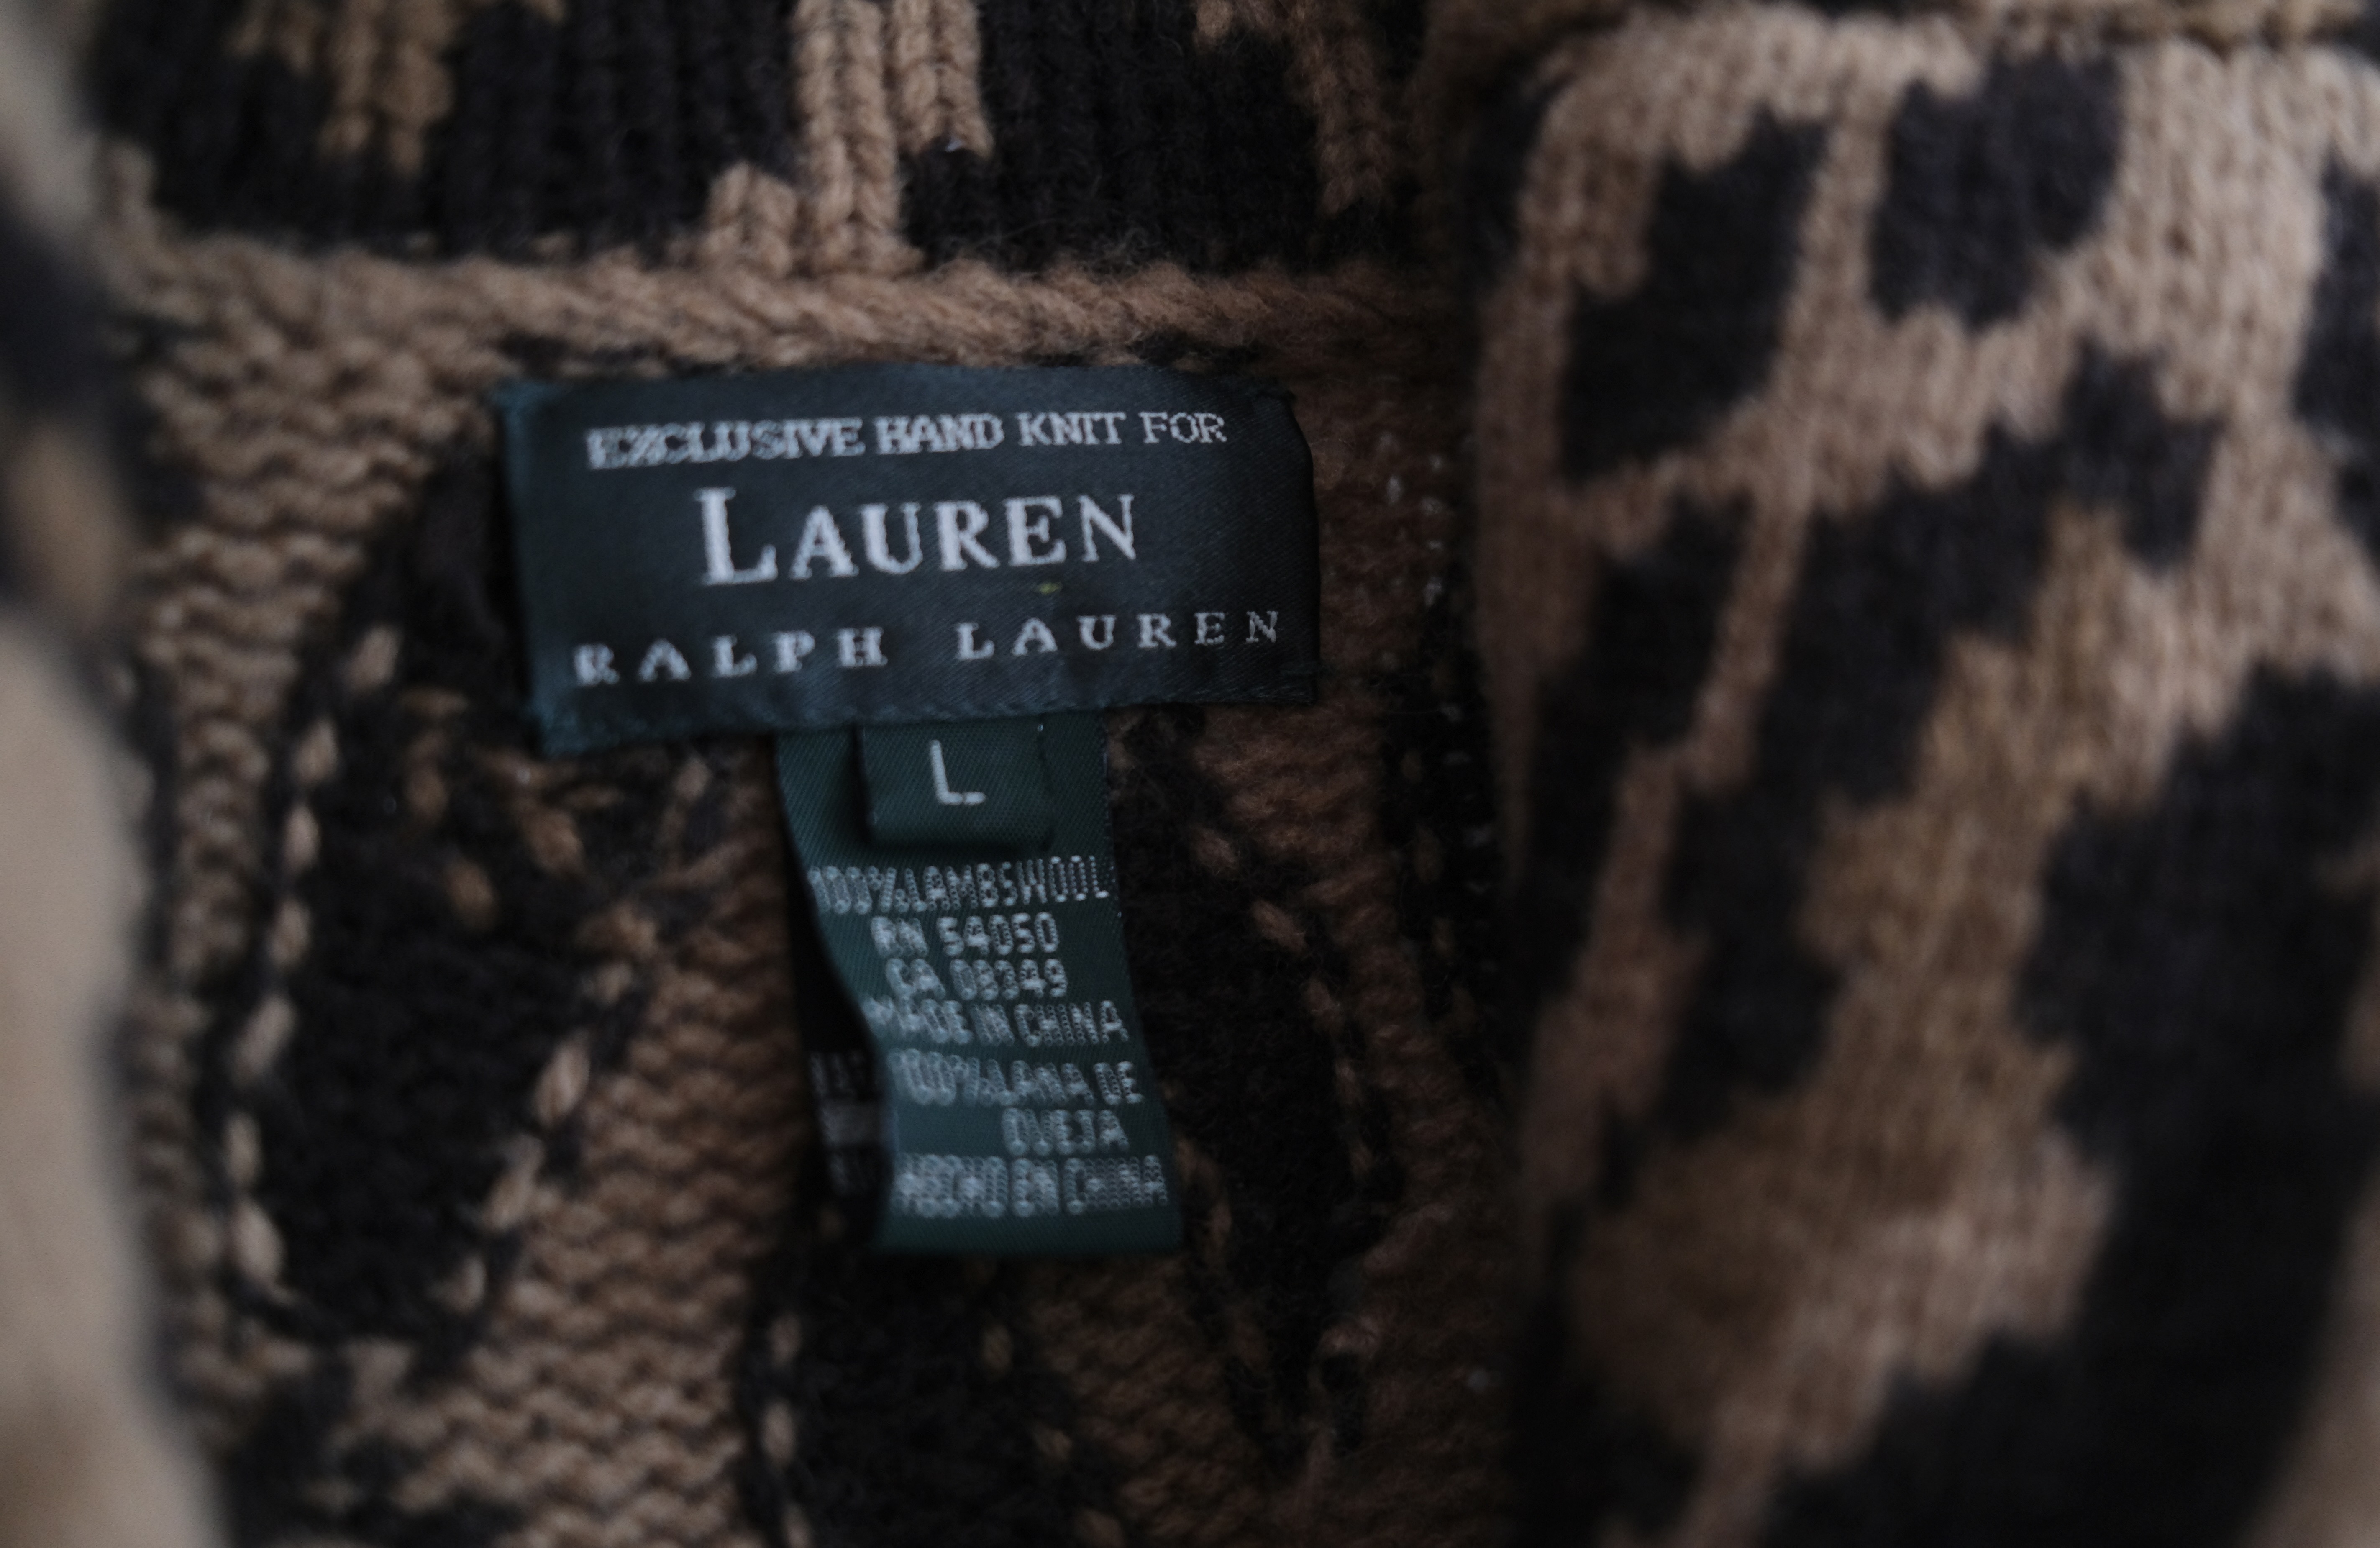 EXCLUSIVE HAND KNIT FOR
LAUREN
RALPH LAUREN
L
100% LAMBSWOOL
RN 54050
CA 08349
MADE IN CHINA
100% LANA DE
OVEJA
HECHO EN CHINA